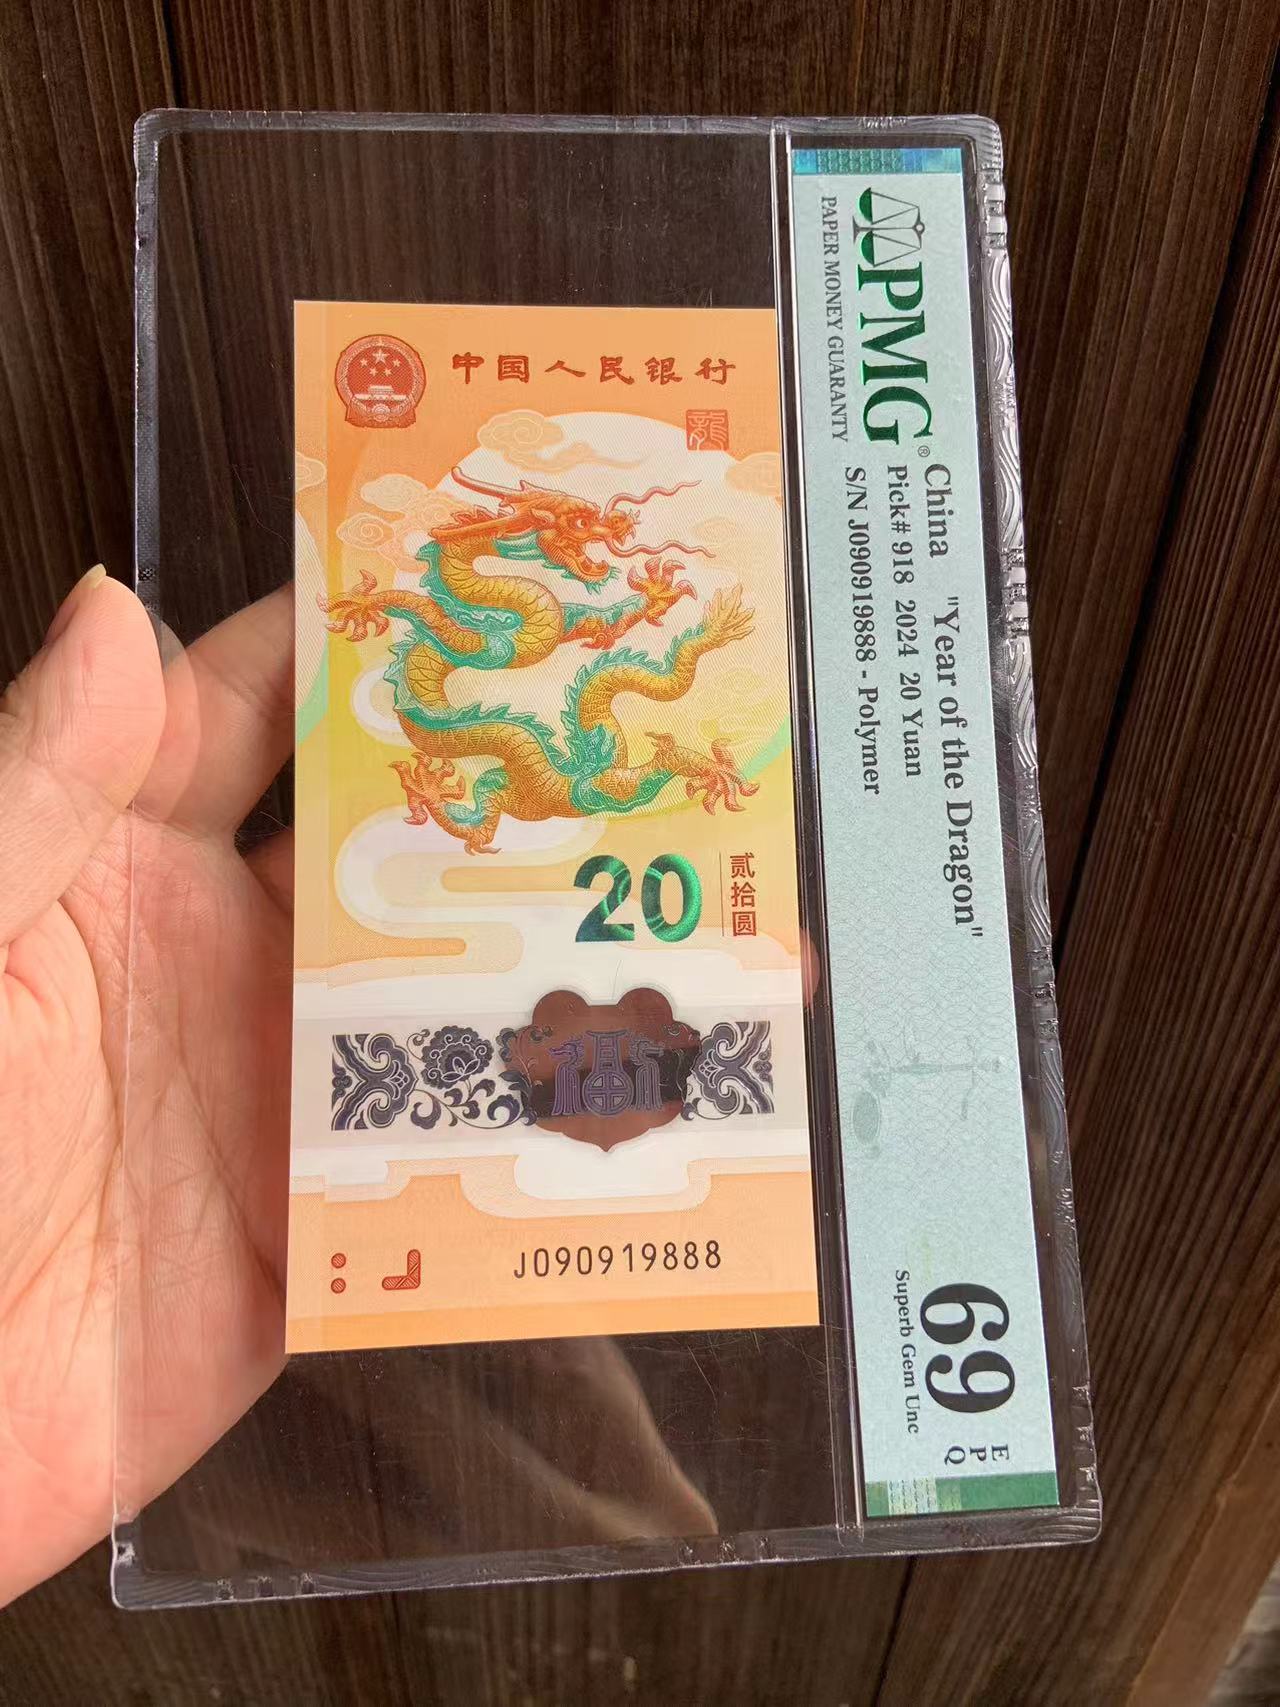 中国人民银行
龍
20
贰拾圆
J090919888
PMG®
PAPER MONEY GUARANTY
China "Year of the Dragon"
Pick# 918 2024 20 Yuan
S/N J090919888 - Polymer
69 EPQ
Superb Gem Unc